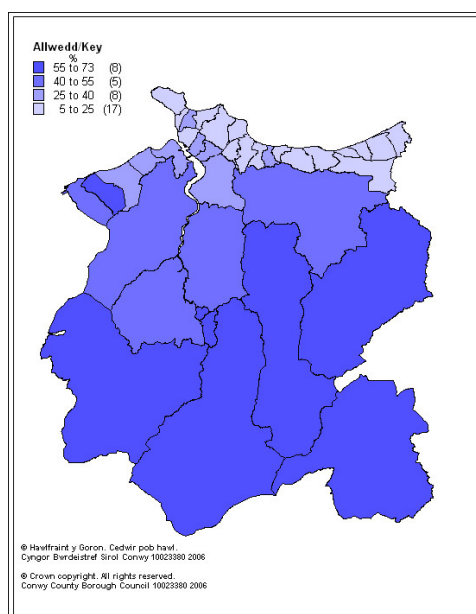 Allwedd/Key
%
55 to 73 (8)
40 to 55 (5)
25 to 40 (8)
5 to 25 (17)
© Hawlfraint y Goron. Cedwir pob hawl.
Cyngor Bwrdeistref Sirol Conwy 10023380 2006
© Crown copyright. All rights reserved.
Conwy County Borough Council 10023380 2006